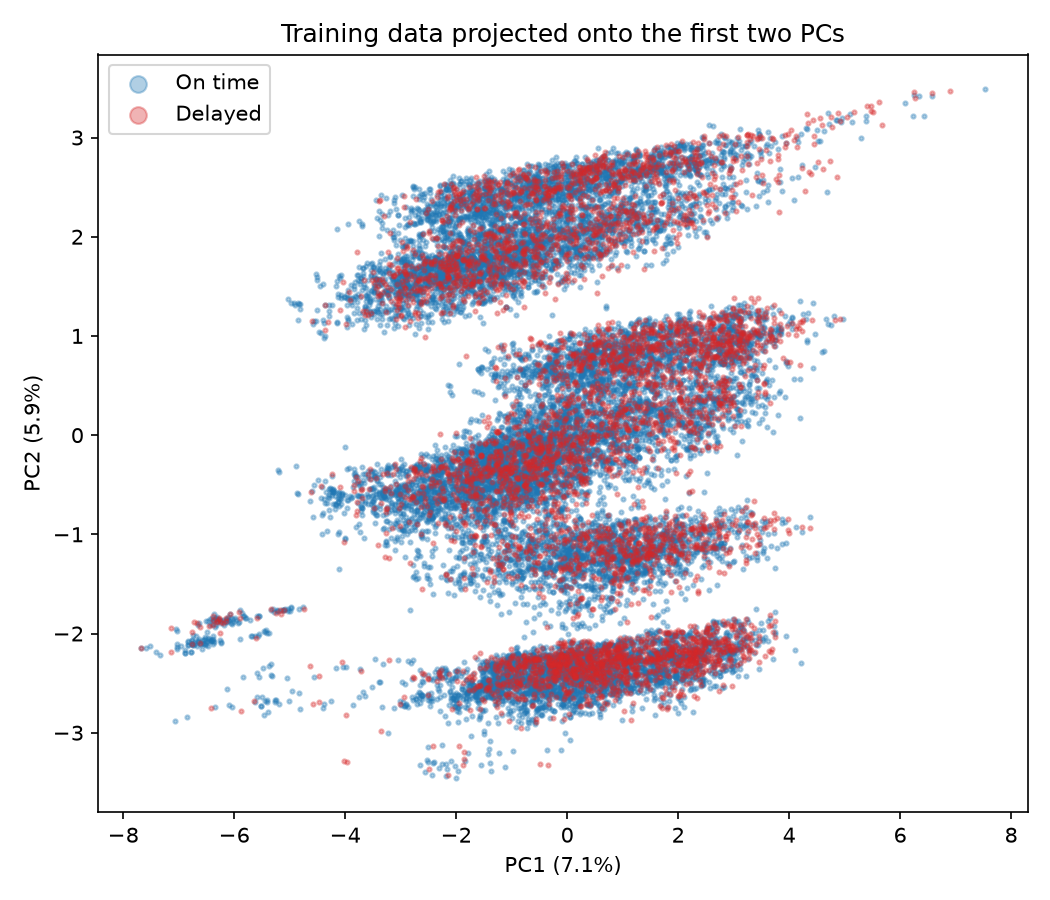 Training data projected onto the first two PCs
On time
Delayed
3
2
1
0
−1
−2
−3
PC2 (5.9%)
−8 −6 −4 −2 0 2 4 6 8
PC1 (7.1%)